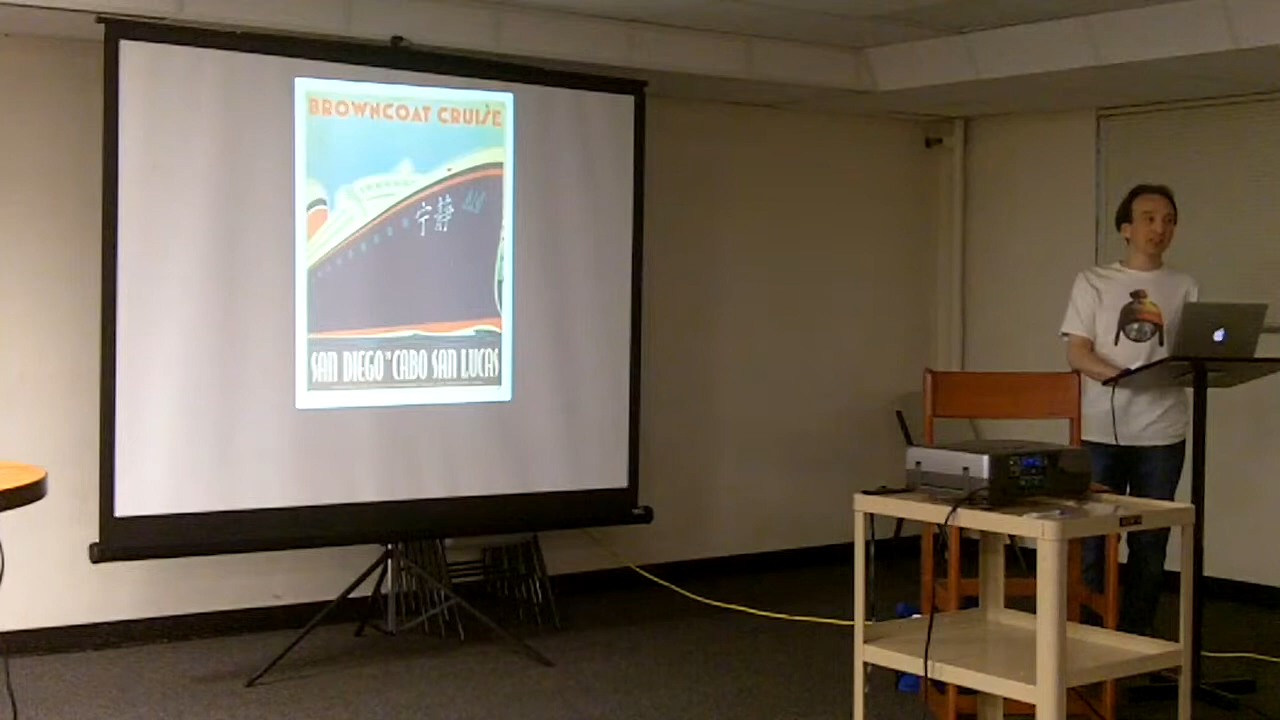 BROWNCOAT CRUISE
宁静
SAN DIEGO TO CABO SAN LUCAS